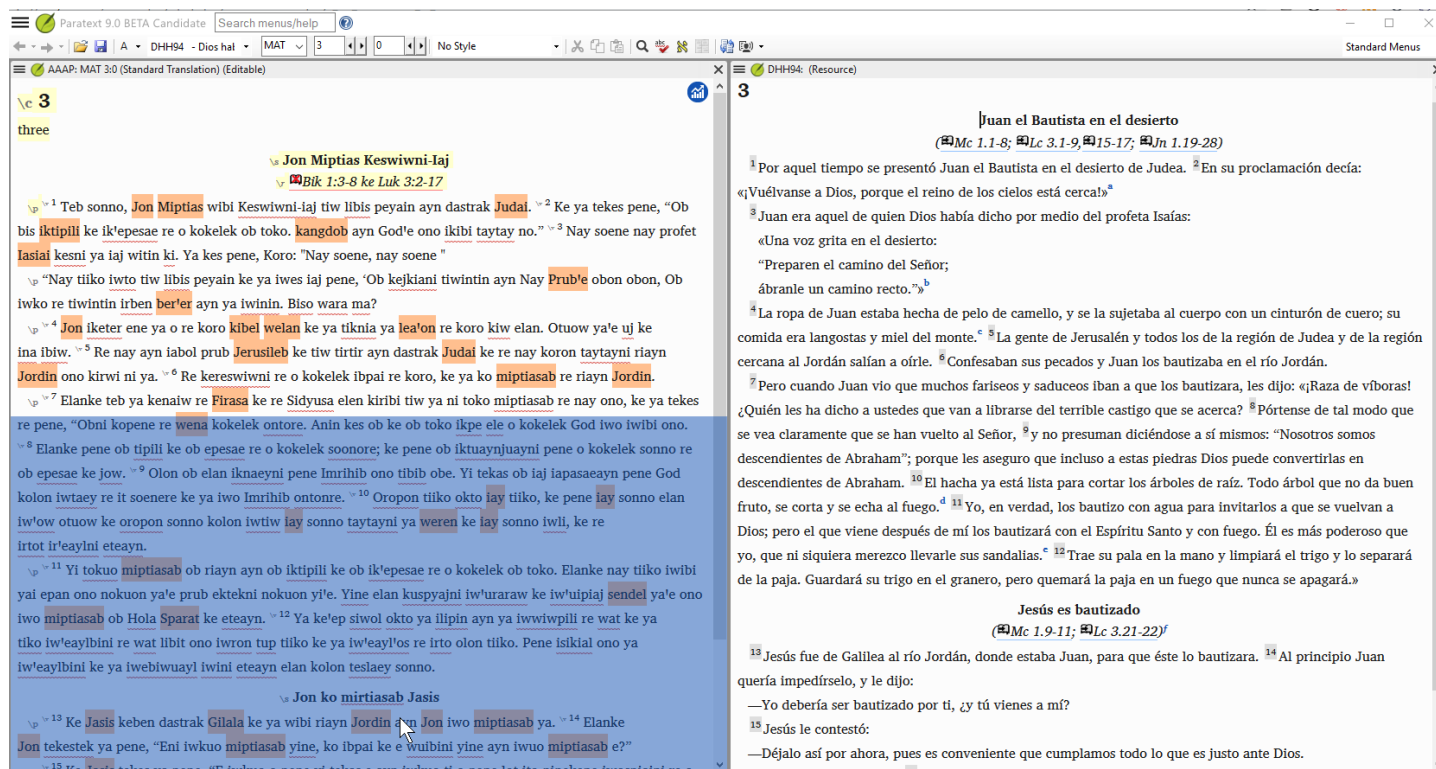 Paratext 9.0 BETA Candidate Search menus/help
A DHH94 - Dios hal MAT 3 0 No Style Standard Menus
AAAP: MAT 3:0 (Standard Translation) (Editable)
\c 3
three
\s Jon Miptias Keswiwni-Iaj
\r Bik 1:3-8 ke Luk 3:2-17
\p 1 Teb sonno, Jon Miptias wibi Keswiwni-iaj tiw libis peyain ayn dastrak Judai. 2 Ke ya tekes pene, “Ob
bis iktipili ke ikꞌepesae re o kokelek ob toko. kangdob ayn Godꞌe ono ikibi taytay no.” 3 Nay soene nay profet
Iasiai kesni ya iaj witin ki. Ya kes pene, Koro: "Nay soene, nay soene "
\p “Nay tiiko iwto tiw libis peyain ke ya iwes iaj pene, ‘Ob kejkiani tiwintin ayn Nay Prubꞌe obon obon, Ob
iwko re tiwintin irben berꞌer ayn ya iwinin. Biso wara ma?
\p 4 Jon iketer ene ya o re koro kibel welan ke ya tiknia ya leaꞌon re koro kiw elan. Otuow yaꞌe uj ke
ina ibiw. 5 Re nay ayn iabol prub Jerusileb ke tiw tirtir ayn dastrak Judai ke re nay koron taytayni riayn
Jordin ono kirwi ni ya. 6 Re kereswiwni re o kokelek ibpai re koro, ke ya ko miptiasab re riayn Jordin.
\p 7 Elanke teb ya kenaiw re Firasa ke re Sidyusa elen kiribi tiw ya ni toko miptiasab re nay ono, ke ya tekes
re pene, “Obni kopene re wena kokelek ontore. Anin kes ob ke ob toko ikpe ele o kokelek God iwo iwibi ono.
8 Elanke pene ob tipili ke ob epesae re o kokelek soonore; ke pene ob iktuaynjuayni pene o kokelek sonno re
ob epesae ke jow. 9 Olon ob elan iknaeyni pene Imrihib ono tibib obe. Yi tekas ob iaj iapasaeayn pene God
kolon iwtaey re it soenere ke ya iwo Imrihib ontonre. 10 Oropon tiiko okto iay tiiko, ke pene iay sonno elan
iwꞌow otuow ke oropon sonno kolon iwtiw iay sonno taytayni ya weren ke iay sonno iwli, ke re
irtot irꞌeaylni eteayn.
\p 11 Yi tokuo miptiasab ob riayn ayn ob iktipili ke ob ikꞌepesae re o kokelek ob toko. Elanke nay tiiko iwibi
yai epan ono nokuon yaꞌe prub ektekni nokuon yiꞌe. Yine elan kuspyajni iwꞌuraraw ke iwꞌuipiaj sendel yaꞌe ono
iwo miptiasab ob Hola Sparat ke eteayn. 12 Ya keꞌep siwol okto ya ilipin ayn ya iwwiwpili re wat ke ya
tiko iwꞌeaylbini re wat libit ono iwron tup tiiko ke ya iwꞌeaylꞌos re irto olon tiiko. Pene isikial ono ya
iwꞌeaylbini ke ya iwebiwuayl iwini eteayn elan kolon teslaey sonno.
\s Jon ko mirtiasab Jasis
\p 13 Ke Jasis keben dastrak Gilala ke ya wibi riayn Jordin ayn Jon iwo miptiasab ya. 14 Elanke
Jon tekestek ya pene, “Eni iwkuo miptiasab yine, ko ibpai ke e wuibini yine ayn iwuo miptiasab e?”
DHH94: (Resource)
3
Juan el Bautista en el desierto
(Mc 1.1-8; Lc 3.1-9, 15-17; Jn 1.19-28)
1 Por aquel tiempo se presentó Juan el Bautista en el desierto de Judea. 2 En su proclamación decía:
«¡Vuélvanse a Dios, porque el reino de los cielos está cerca!» a
3 Juan era aquel de quien Dios había dicho por medio del profeta Isaías:
«Una voz grita en el desierto:
“Preparen el camino del Señor;
ábranle un camino recto.”» b
4 La ropa de Juan estaba hecha de pelo de camello, y se la sujetaba al cuerpo con un cinturón de cuero; su
comida era langostas y miel del monte. c 5 La gente de Jerusalén y todos los de la región de Judea y de la región
cercana al Jordán salían a oírle. 6 Confesaban sus pecados y Juan los bautizaba en el río Jordán.
7 Pero cuando Juan vio que muchos fariseos y saduceos iban a que los bautizara, les dijo: «¡Raza de víboras!
¿Quién les ha dicho a ustedes que van a librarse del terrible castigo que se acerca? 8 Pórtense de tal modo que
se vea claramente que se han vuelto al Señor, 9 y no presuman diciéndose a sí mismos: “Nosotros somos
descendientes de Abraham”; porque les aseguro que incluso a estas piedras Dios puede convertirlas en
descendientes de Abraham. 10 El hacha ya está lista para cortar los árboles de raíz. Todo árbol que no da buen
fruto, se corta y se echa al fuego. d 11 Yo, en verdad, los bautizo con agua para invitarlos a que se vuelvan a
Dios; pero el que viene después de mí los bautizará con el Espíritu Santo y con fuego. Él es más poderoso que
yo, que ni siquiera merezco llevarle sus sandalias. e 12 Trae su pala en la mano y limpiará el trigo y lo separará
de la paja. Guardará su trigo en el granero, pero quemará la paja en un fuego que nunca se apagará.»
Jesús es bautizado
(Mc 1.9-11; Lc 3.21-22) f
13 Jesús fue de Galilea al río Jordán, donde estaba Juan, para que éste lo bautizara. 14 Al principio Juan
quería impedírselo, y le dijo:
—Yo debería ser bautizado por ti, ¿y tú vienes a mí?
15 Jesús le contestó:
—Déjalo así por ahora, pues es conveniente que cumplamos todo lo que es justo ante Dios.